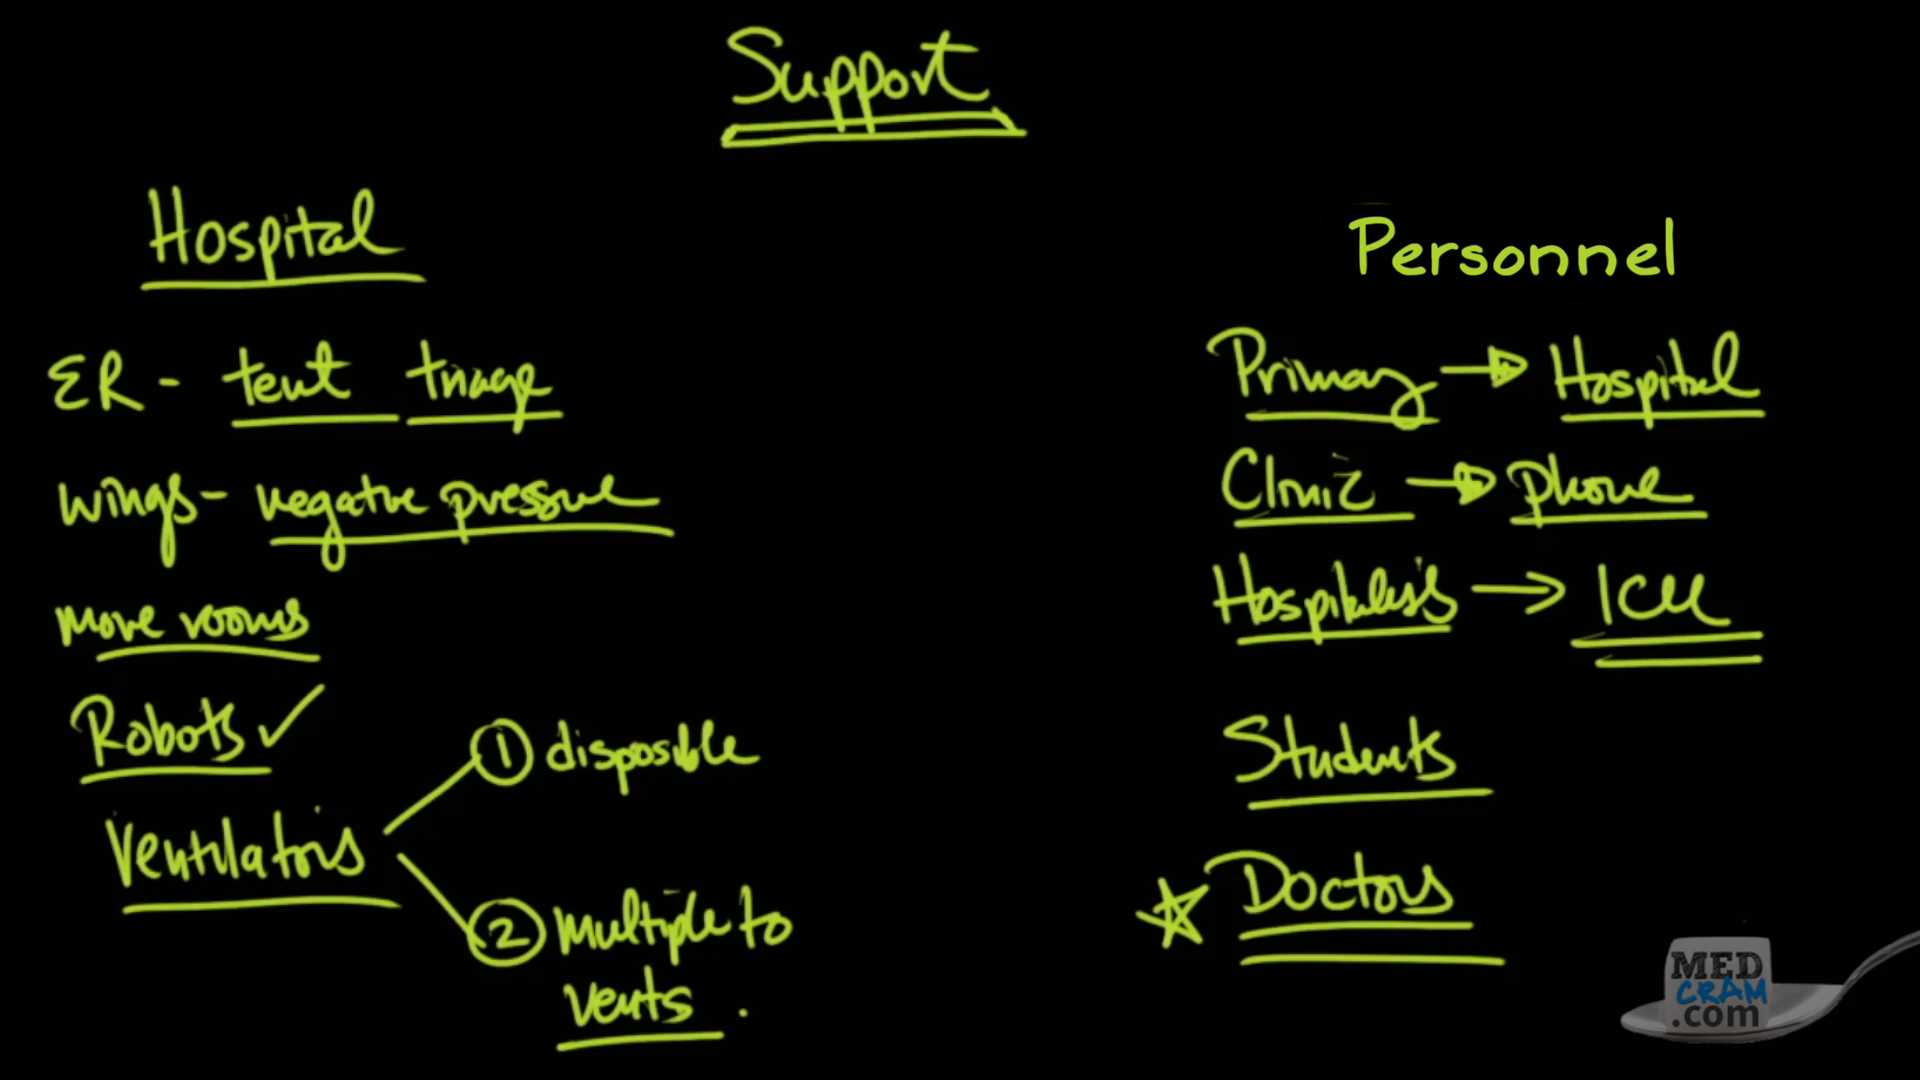 Support
Hospital
ER - tent triage
Wings - negative pressure
move rooms
Robots ✓
Ventilators
① disposible
② multiple to
vents.
Personnel
Primary → Hospital
Clinic → phone
Hospitalists → ICU
Students
☆ Doctors
MED
CRAM
.com